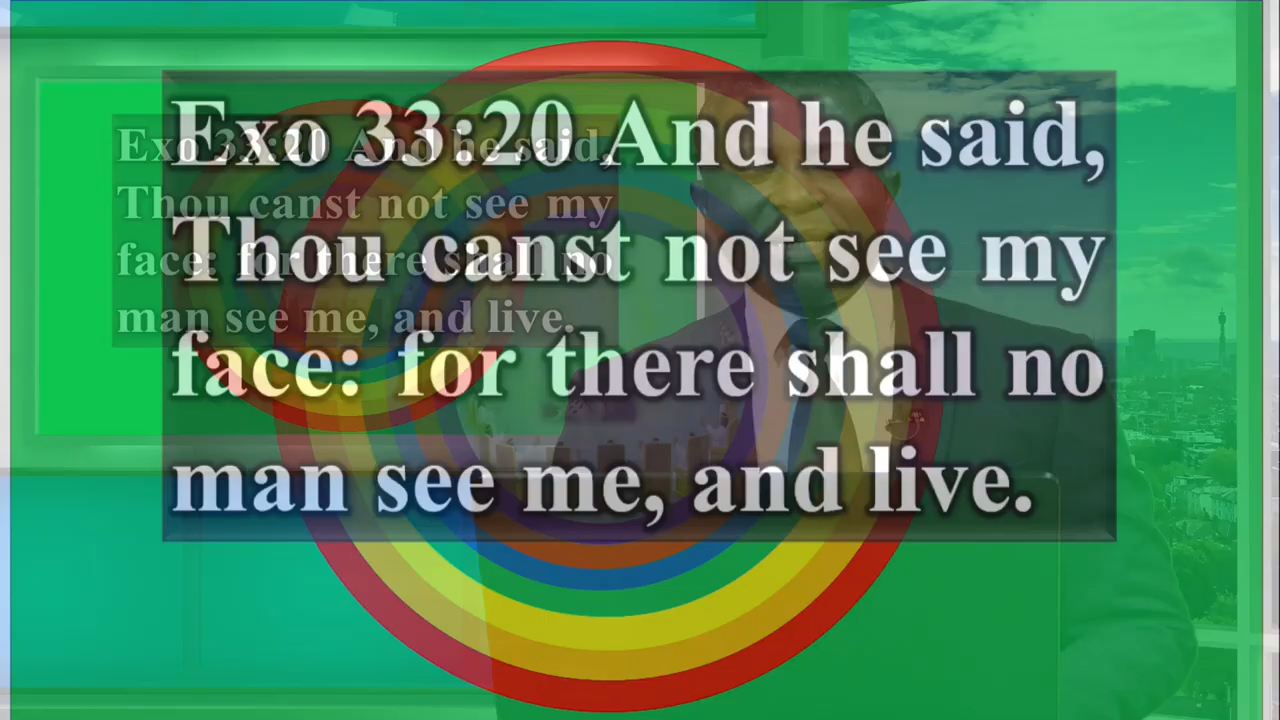 Exo 33:20 And he said,
Thou canst not see my
face: for there shall no
man see me, and live.
Exo 33:20 And he said,
Thou canst not see my
face: for there shall no
man see me, and live.